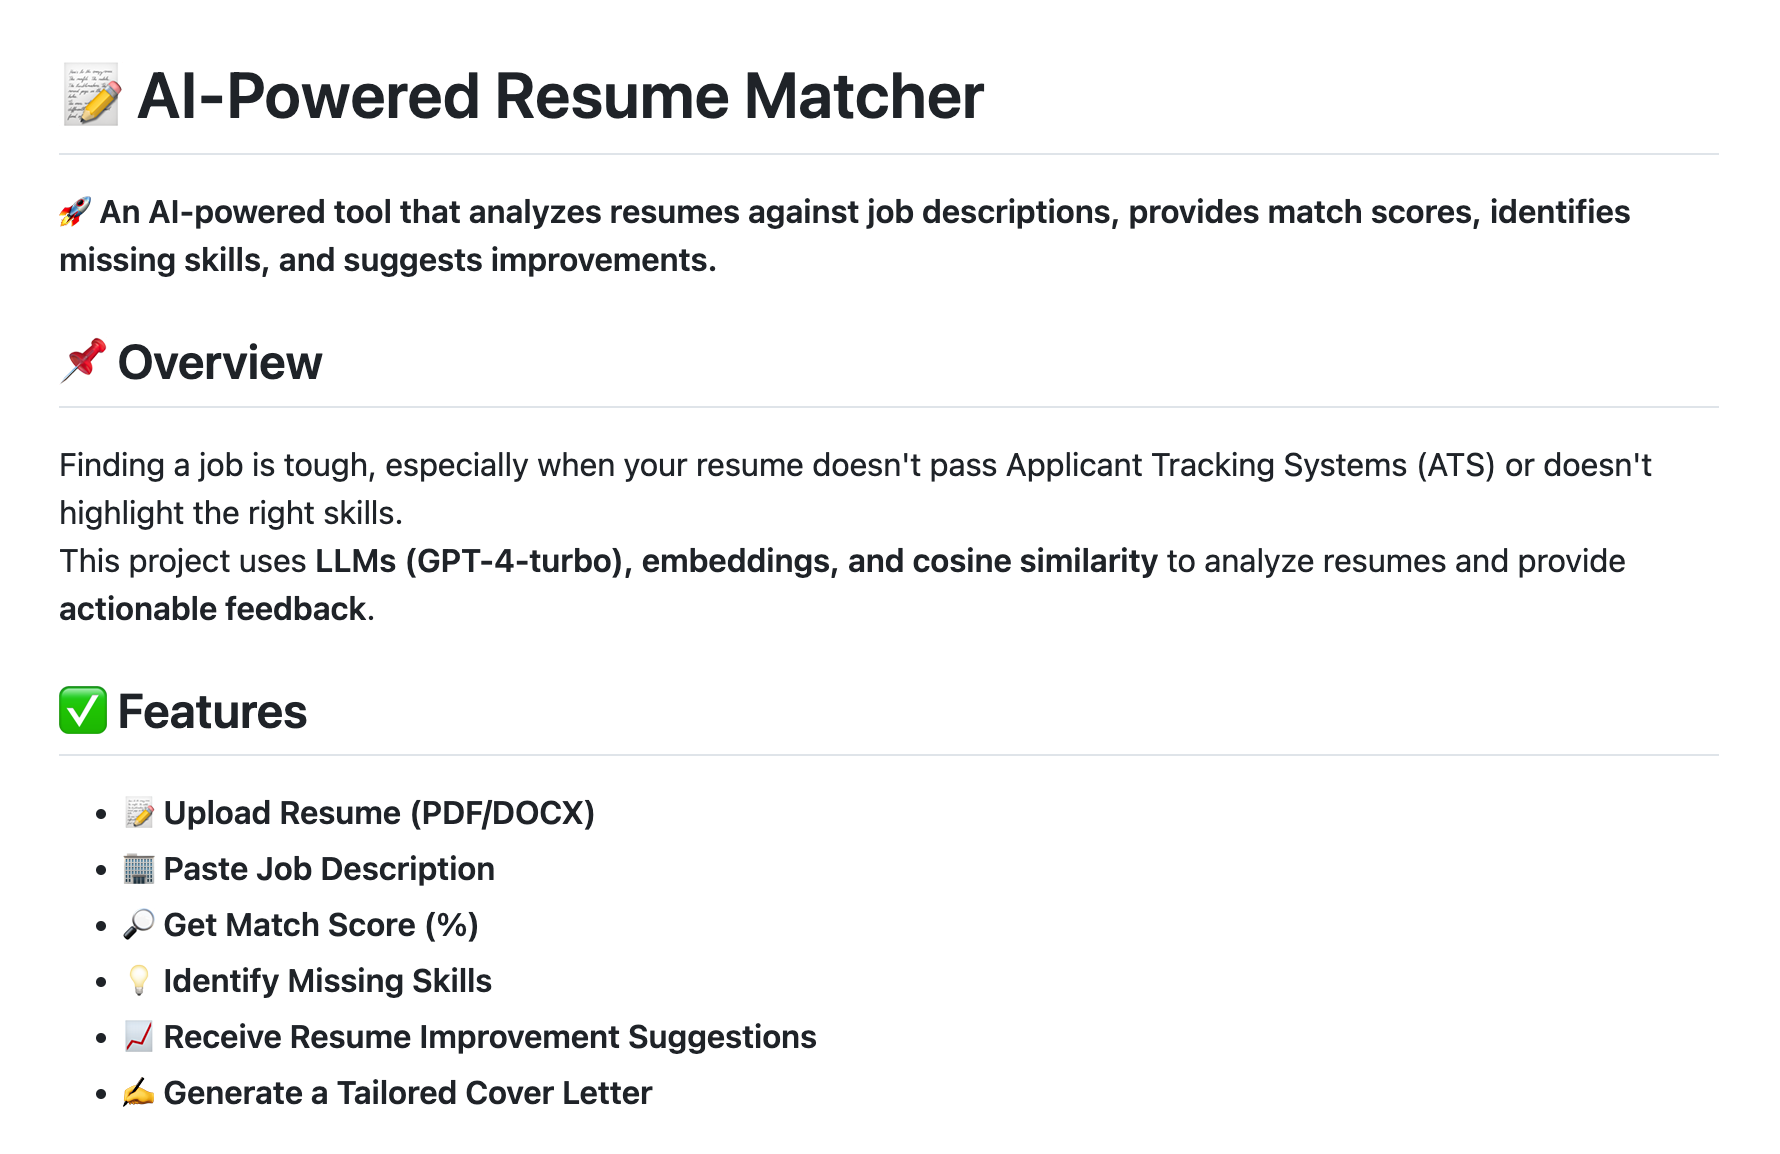 📝 AI-Powered Resume Matcher
🚀 An AI-powered tool that analyzes resumes against job descriptions, provides match scores, identifies
missing skills, and suggests improvements.
📌 Overview
Finding a job is tough, especially when your resume doesn't pass Applicant Tracking Systems (ATS) or doesn't
highlight the right skills.
This project uses LLMs (GPT-4-turbo), embeddings, and cosine similarity to analyze resumes and provide
actionable feedback.
✅ Features
• 📝 Upload Resume (PDF/DOCX)
• 🏢 Paste Job Description
• 🔎 Get Match Score (%)
• 💡 Identify Missing Skills
• 📈 Receive Resume Improvement Suggestions
• ✍️ Generate a Tailored Cover Letter